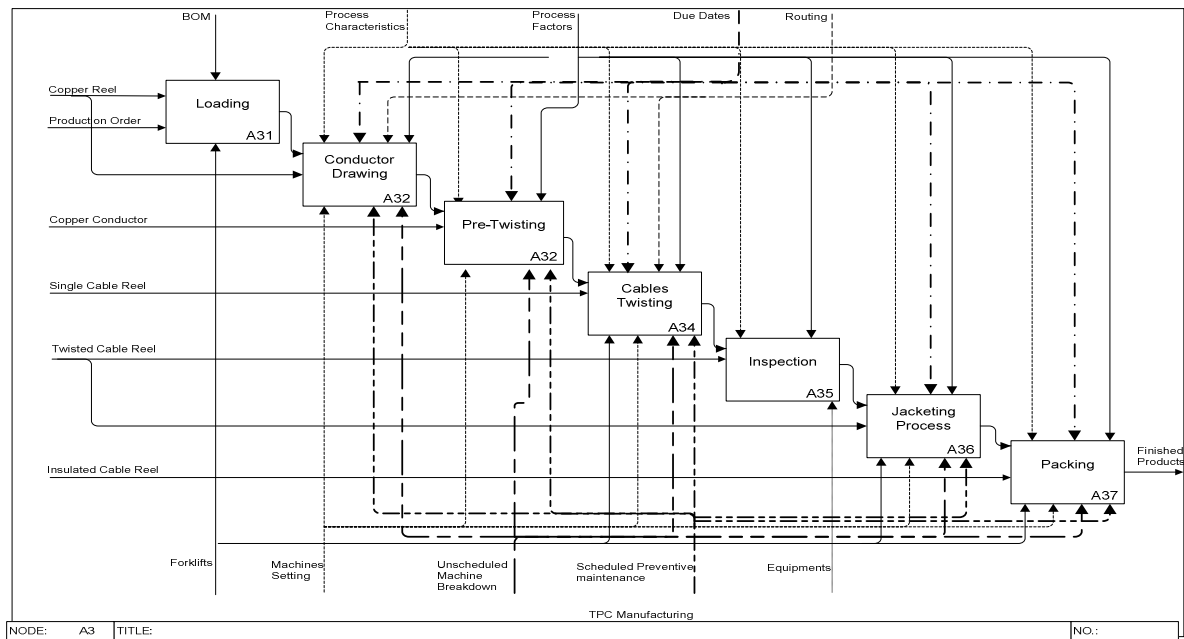 BOM
Process
Characteristics
Process
Factors
Due Dates
Routing
Copper Reel
Loading
Production Order
A31
Conductor
Drawing
A32
Copper Conductor
Pre-Twisting
A32
Single Cable Reel
Cables
Twisting
A34
Twisted Cable Reel
Inspection
A35
Jacketing
Process
A36
Insulated Cable Reel
Packing
A37
Finished
Products
Forklifts
Machines
Setting
Unscheduled
Machine
Breakdown
Scheduled Preventive
maintenance
Equipments
TPC Manufacturing
NODE: A3 TITLE: NO.: